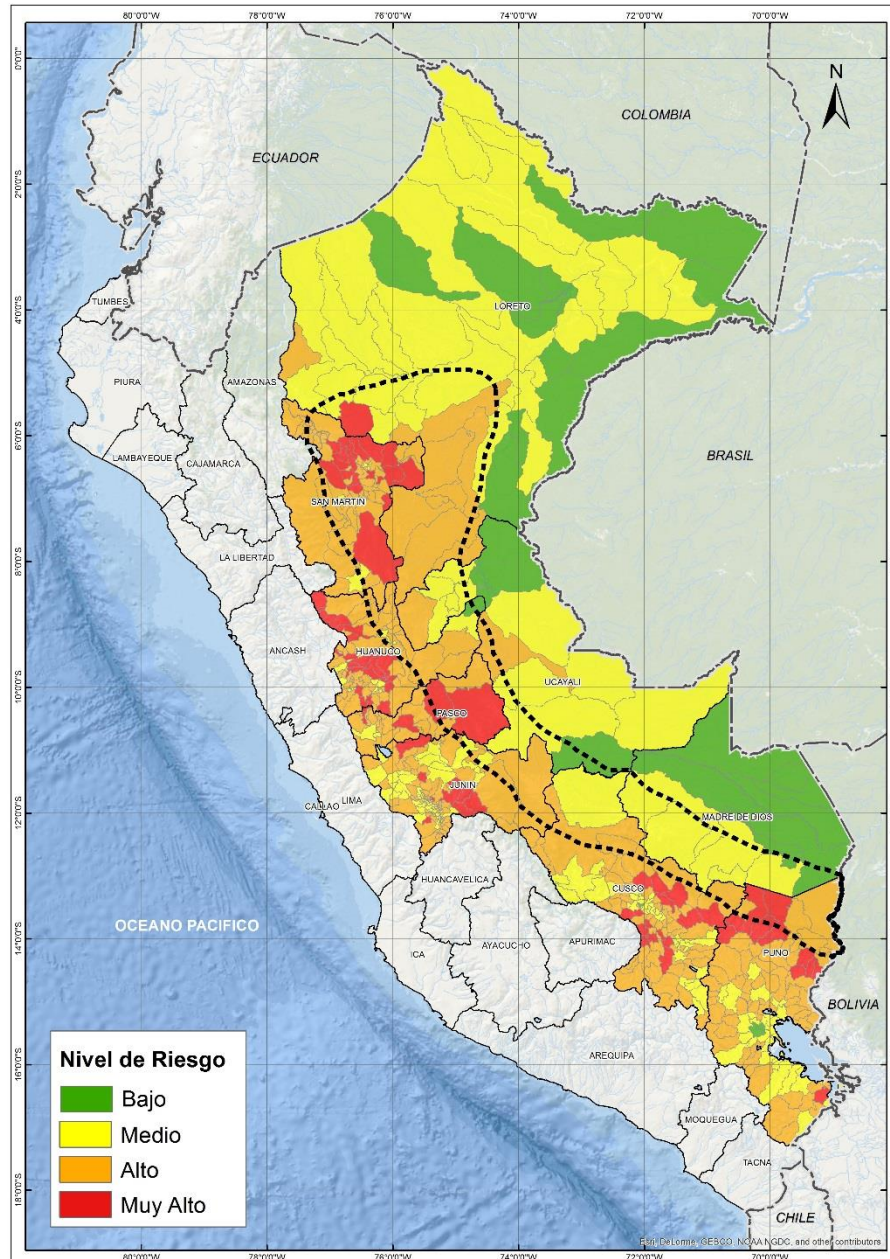 80°0'0"W
78°0'0"W
76°0'0"W
74°0'0"W
72°0'0"W
70°0'0"W
0°0'0"
2°0'0"S
4°0'0"S
6°0'0"S
8°0'0"S
10°0'0"S
12°0'0"S
14°0'0"S
16°0'0"S
18°0'0"S
N
COLOMBIA
ECUADOR
LORETO
TUMBES
PIURA
AMAZONAS
LAMBAYEQUE
CAJAMARCA
BRASIL
SAN MARTIN
LA LIBERTAD
ANCASH
HUANUCO
UCAYALI
PASCO
JUNIN
CALLAO
LIMA
MADRE DE DIOS
HUANCAVELICA
CUSCO
OCEANO PACIFICO
ICA
AYACUCHO
APURIMAC
PUNO
BOLIVIA
AREQUIPA
MOQUEGUA
TACNA
CHILE
Nivel de Riesgo
Bajo
Medio
Alto
Muy Alto
Esri, DeLorme, GEBCO, NOAA NGDC, and other contributors
80°0'0"W
78°0'0"W
76°0'0"W
74°0'0"W
72°0'0"W
70°0'0"W